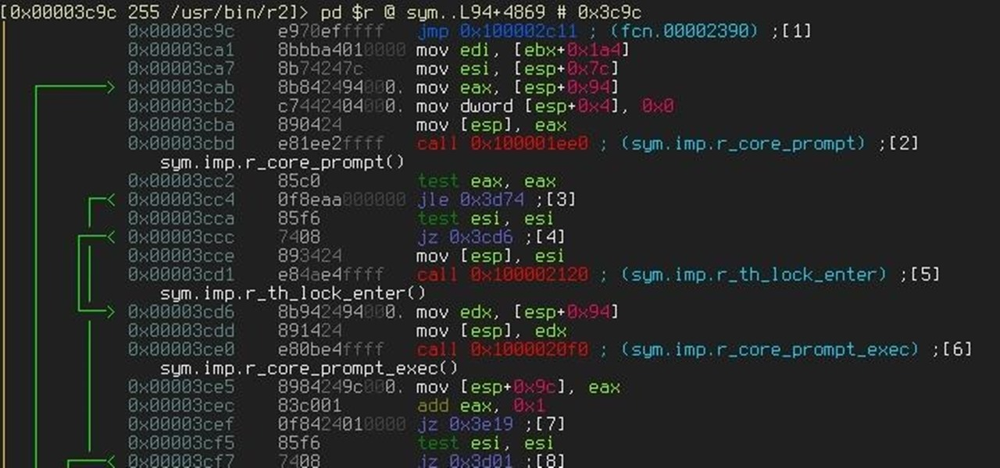 [0x00003c9c 255 /usr/bin/r2]> pd $r @ sym..L94+4869 # 0x3c9c
0x00003c9c e970efffff jmp 0x100002c11 ; (fcn.00002390) ;[1]
0x00003ca1 8bbba4010000 mov edi, [ebx+0x1a4]
0x00003ca7 8b74247c mov esi, [esp+0x7c]
0x00003cab 8b842494000. mov eax, [esp+0x94]
0x00003cb2 c7442404000. mov dword [esp+0x4], 0x0
0x00003cba 890424 mov [esp], eax
0x00003cbd e81ee2ffff call 0x100001ee0 ; (sym.imp.r_core_prompt) ;[2]
sym.imp.r_core_prompt()
0x00003cc2 85c0 test eax, eax
0x00003cc4 0f8eaa000000 jle 0x3d74 ;[3]
0x00003cca 85f6 test esi, esi
0x00003ccc 7408 jz 0x3cd6 ;[4]
0x00003cce 893424 mov [esp], esi
0x00003cd1 e84ae4ffff call 0x100002120 ; (sym.imp.r_th_lock_enter) ;[5]
sym.imp.r_th_lock_enter()
0x00003cd6 8b942494000. mov edx, [esp+0x94]
0x00003cdd 891424 mov [esp], edx
0x00003ce0 e80be4ffff call 0x1000020f0 ; (sym.imp.r_core_prompt_exec) ;[6]
sym.imp.r_core_prompt_exec()
0x00003ce5 8984249c000. mov [esp+0x9c], eax
0x00003cec 83c001 add eax, 0x1
0x00003cef 0f8424010000 jz 0x3e19 ;[7]
0x00003cf5 85f6 test esi, esi
0x00003cf7 7408 jz 0x3d01 ;[8]